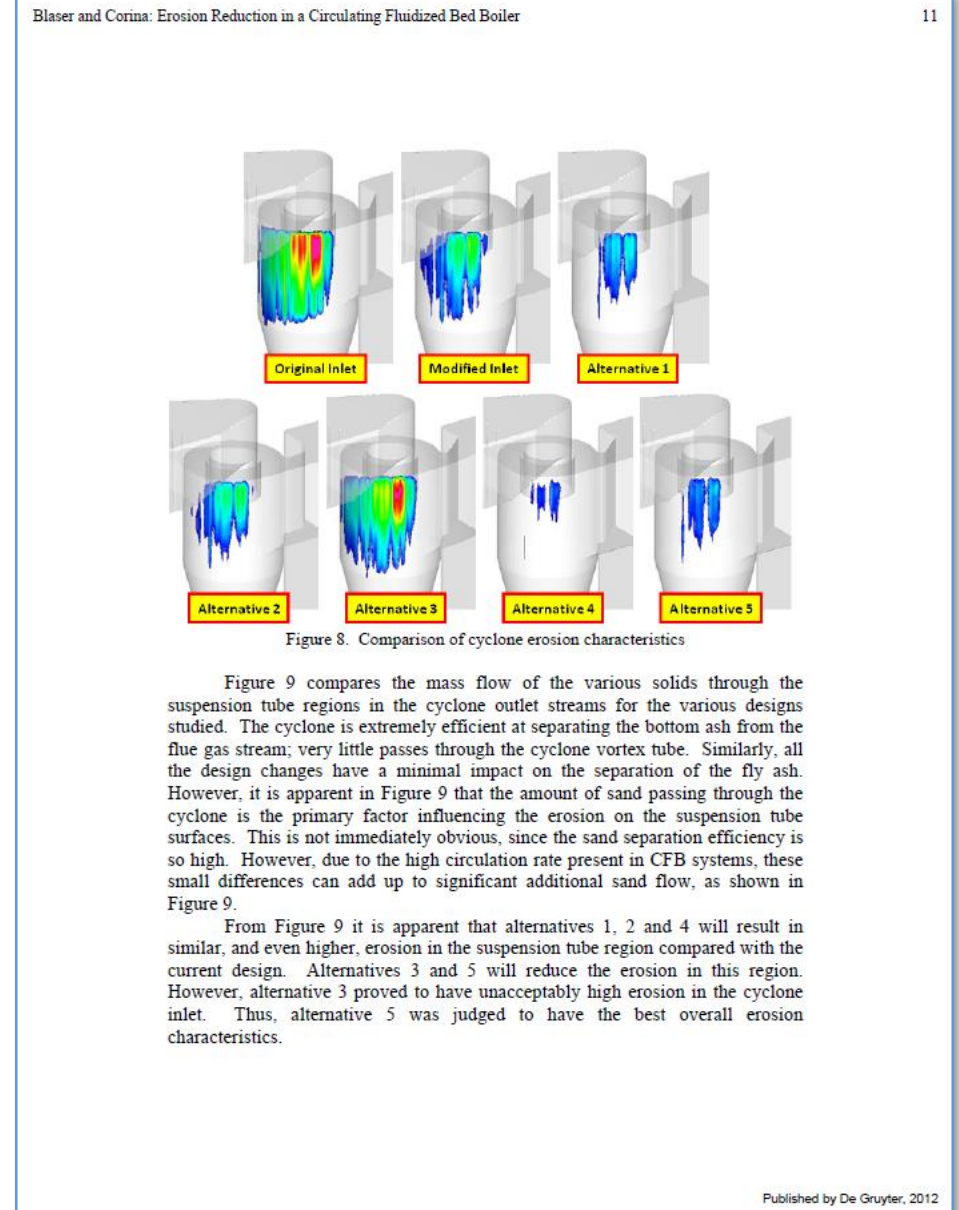 Blaser and Corina: Erosion Reduction in a Circulating Fluidized Bed Boiler 11
Original Inlet
Modified Inlet
Alternative 1
Alternative 2
Alternative 3
Alternative 4
Alternative 5
Figure 8. Comparison of cyclone erosion characteristics
Figure 9 compares the mass flow of the various solids through the
suspension tube regions in the cyclone outlet streams for the various designs
studied. The cyclone is extremely efficient at separating the bottom ash from the
flue gas stream; very little passes through the cyclone vortex tube. Similarly, all
the design changes have a minimal impact on the separation of the fly ash.
However, it is apparent in Figure 9 that the amount of sand passing through the
cyclone is the primary factor influencing the erosion on the suspension tube
surfaces. This is not immediately obvious, since the sand separation efficiency is
so high. However, due to the high circulation rate present in CFB systems, these
small differences can add up to significant additional sand flow, as shown in
Figure 9.
From Figure 9 it is apparent that alternatives 1, 2 and 4 will result in
similar, and even higher, erosion in the suspension tube region compared with the
current design. Alternatives 3 and 5 will reduce the erosion in this region.
However, alternative 3 proved to have unacceptably high erosion in the cyclone
inlet. Thus, alternative 5 was judged to have the best overall erosion
characteristics.
Published by De Gruyter, 2012